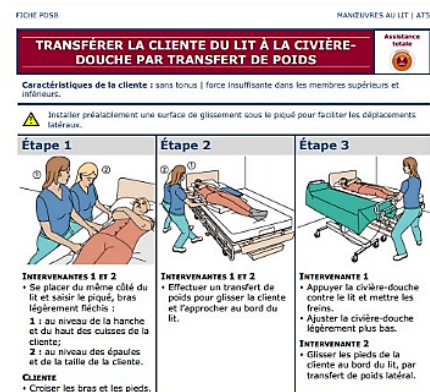 FICHE PDSB
MANŒUVRES AU LIT | AT5
TRANSFÉRER LA CLIENTE DU LIT À LA CIVIÈRE-
DOUCHE PAR TRANSFERT DE POIDS
Assistance
totale
Caractéristiques de la cliente : sans tonus | force insuffisante dans les membres supérieurs et
inférieurs.
Installer préalablement une surface de glissement sous le piqué pour faciliter les déplacements
latéraux.
Étape 1
1
2
INTERVENANTES 1 ET 2
• Se placer du même côté du
lit et saisir le piqué, bras
légèrement fléchis :
1 : au niveau de la hanche
et du haut des cuisses de la
cliente;
2 : au niveau des épaules
et de la taille de la cliente.
CLIENTE
• Croiser les bras et les pieds.
Étape 2
1
2
INTERVENANTES 1 ET 2
• Effectuer un transfert de
poids pour glisser la cliente
et l'approcher au bord du
lit.
Étape 3
INTERVENANTE 1
• Appuyer la civière-douche
contre le lit et mettre les
freins.
• Ajuster la civière-douche
légèrement plus bas.
INTERVENANTE 2
• Glisser les pieds de la
cliente au bord du lit, par
transfert de poids latéral.